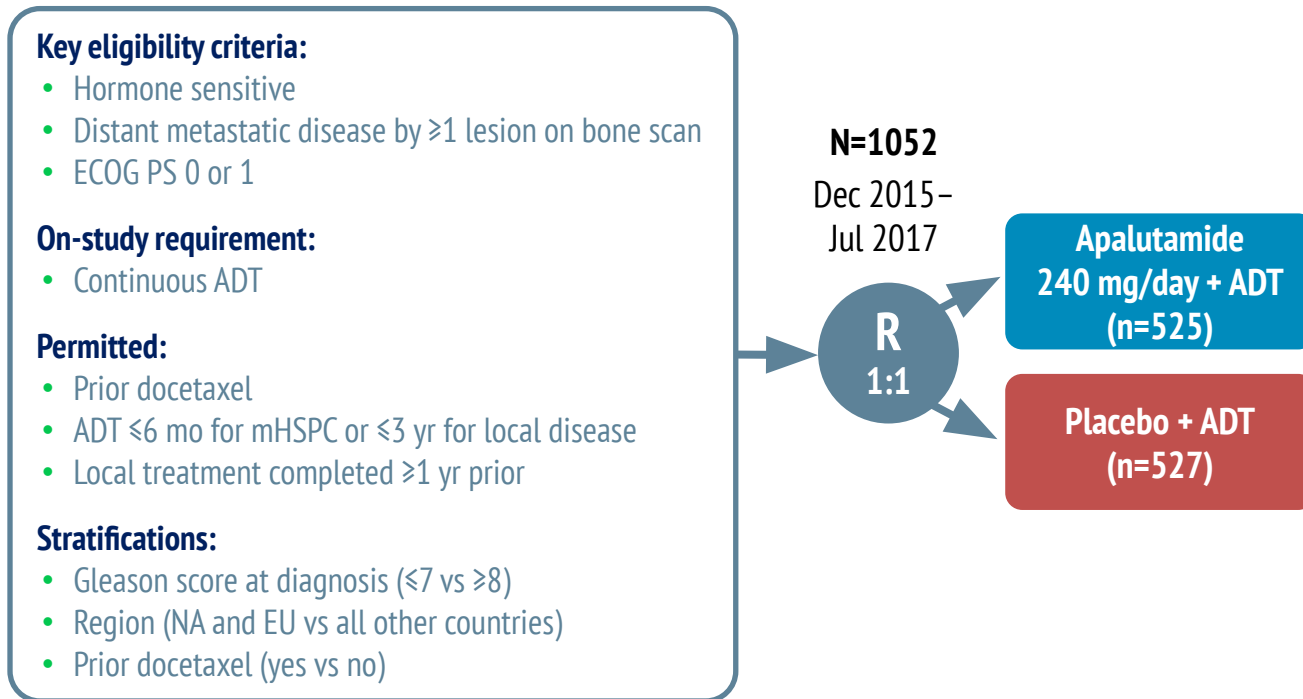 Key eligibility criteria:
• Hormone sensitive
• Distant metastatic disease by ≥1 lesion on bone scan
• ECOG PS 0 or 1
On-study requirement:
• Continuous ADT
Permitted:
• Prior docetaxel
• ADT ≤6 mo for mHSPC or ≤3 yr for local disease
• Local treatment completed ≥1 yr prior
Stratifications:
• Gleason score at diagnosis (≤7 vs ≥8)
• Region (NA and EU vs all other countries)
• Prior docetaxel (yes vs no)
N=1052
Dec 2015–
Jul 2017
R
1:1
Apalutamide
240 mg/day + ADT
(n=525)
Placebo + ADT
(n=527)